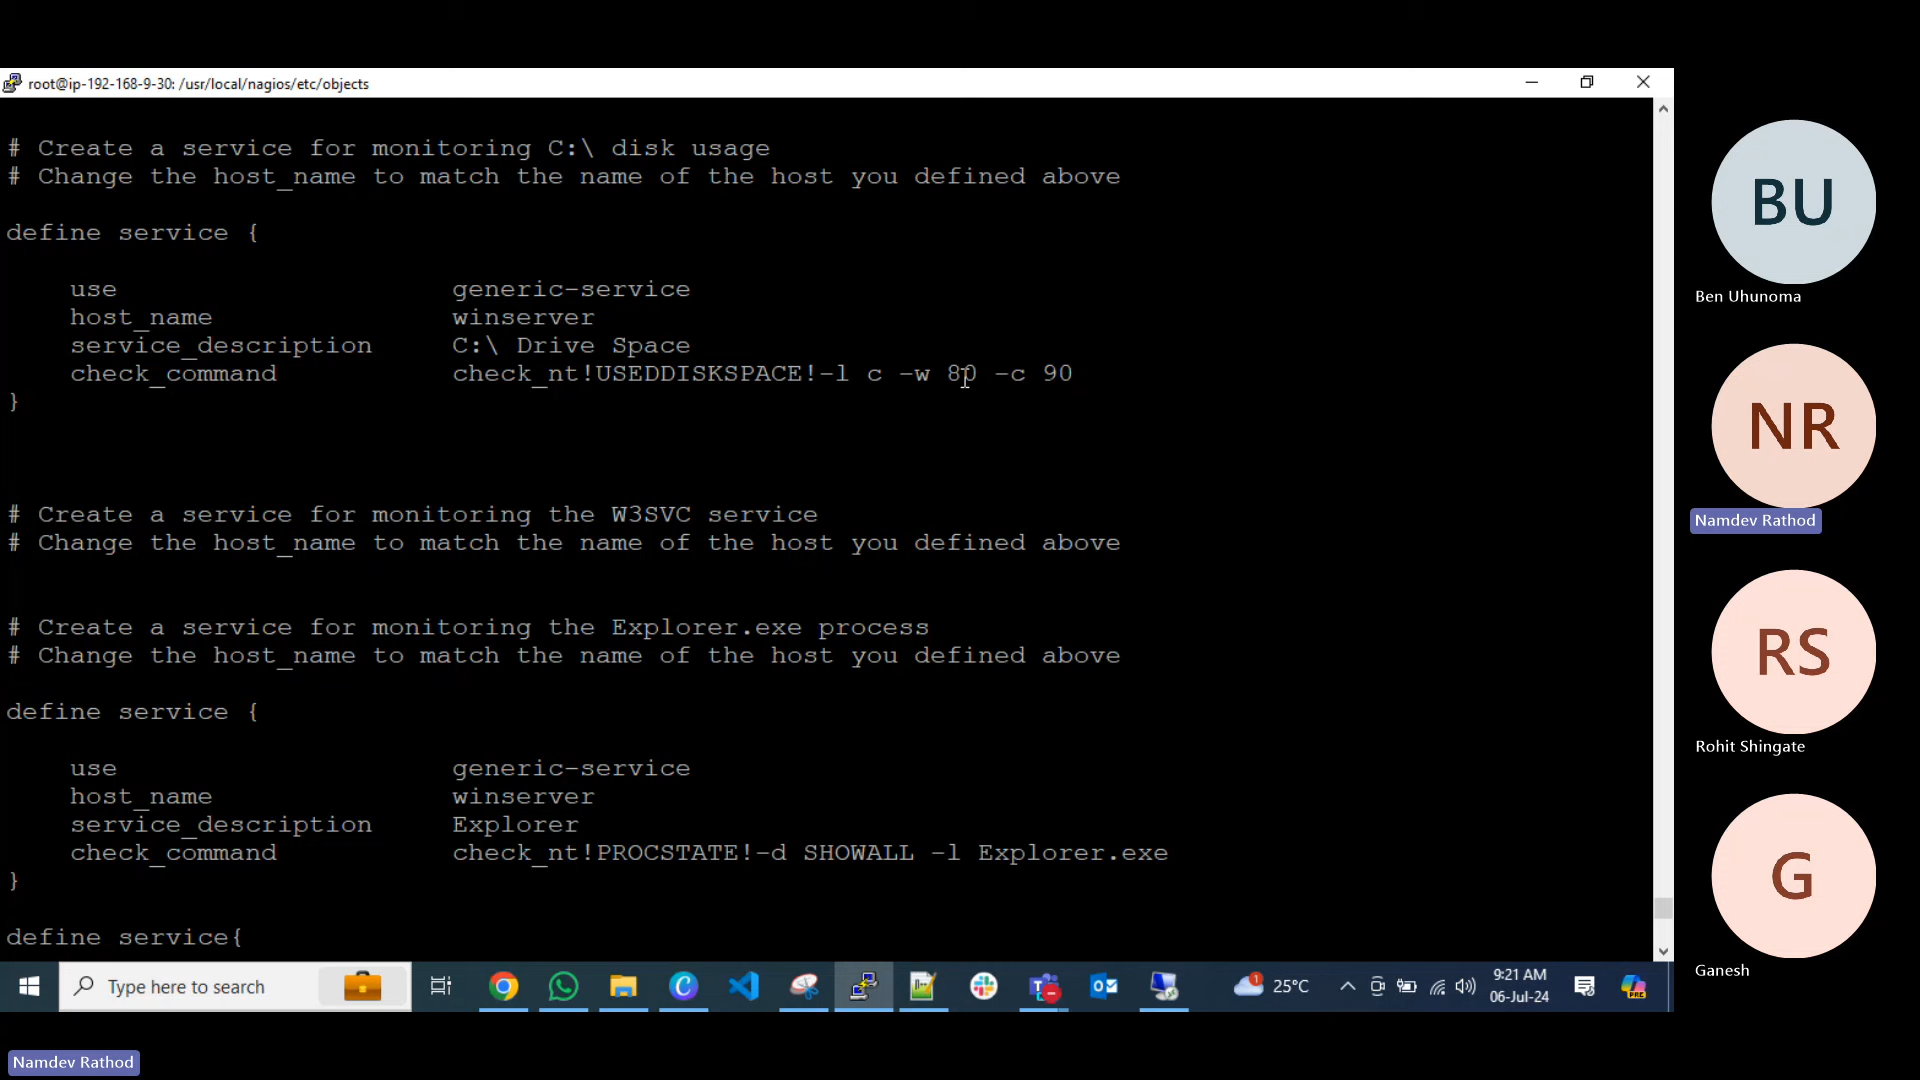 root@ip-192-168-9-30: /usr/local/nagios/etc/objects
# Create a service for monitoring C:\ disk usage
# Change the host_name to match the name of the host you defined above
define service {
use generic-service
host_name winserver
service_description C:\ Drive Space
check_command check_nt!USEDDISKSPACE!-l c -w 80 -c 90
}
# Create a service for monitoring the W3SVC service
# Change the host_name to match the name of the host you defined above
# Create a service for monitoring the Explorer.exe process
# Change the host_name to match the name of the host you defined above
define service {
use generic-service
host_name winserver
service_description Explorer
check_command check_nt!PROCSTATE!-d SHOWALL -l Explorer.exe
}
define service{
Type here to search
1
25°C
9:21 AM
06-Jul-24
PRE
BU
Ben Uhunoma
NR
Namdev Rathod
RS
Rohit Shingate
G
Ganesh
Namdev Rathod